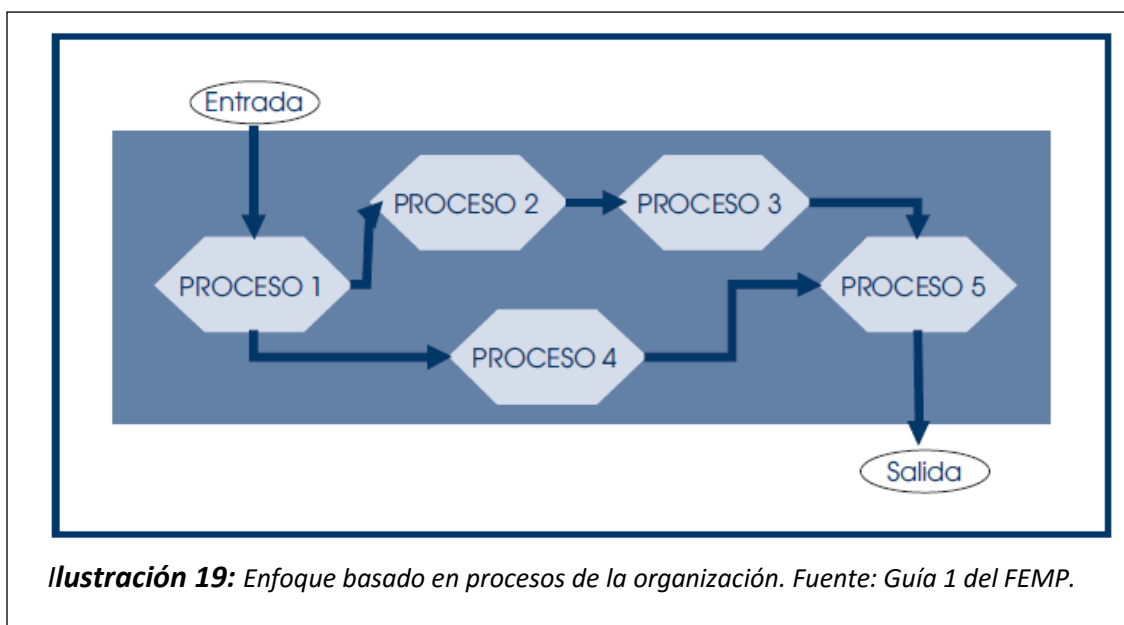 Entrada
PROCESO 2
PROCESO 3
PROCESO 1
PROCESO 5
PROCESO 4
Salida
Ilustración 19: Enfoque basado en procesos de la organización. Fuente: Guía 1 del FEMP.